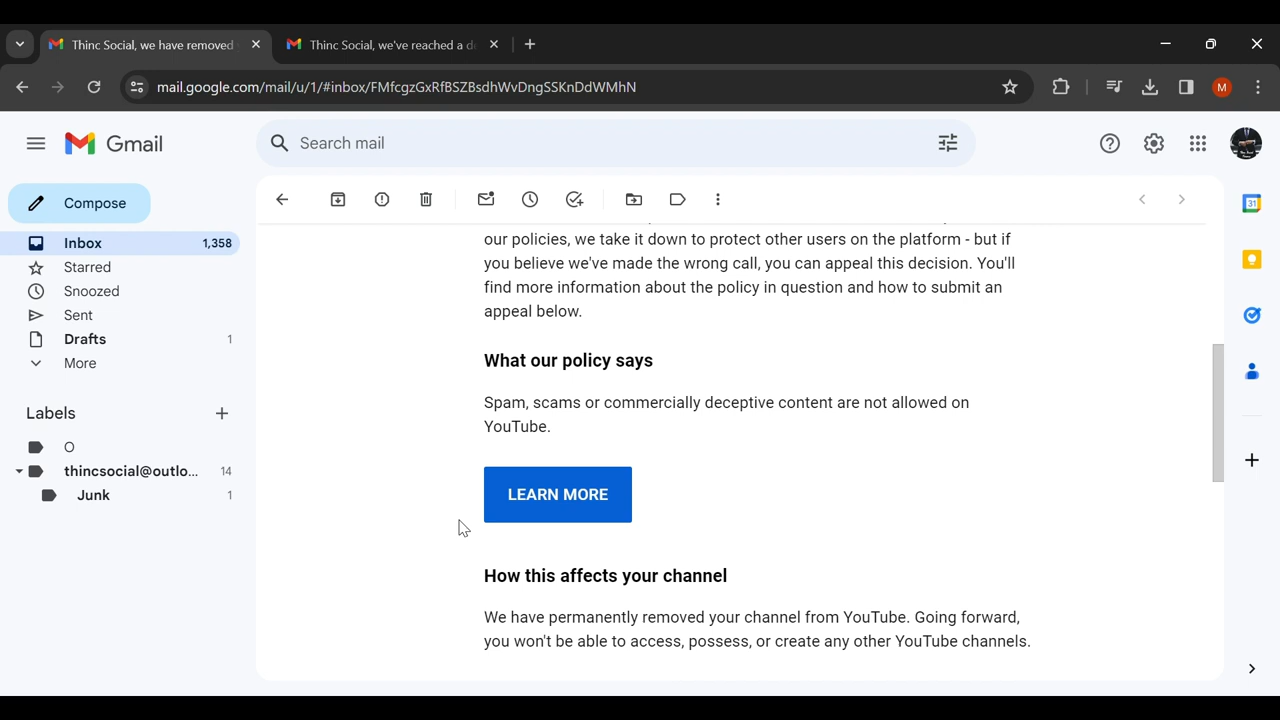 Thinc Social, we have removed
Thinc Social, we've reached a d
mail.google.com/mail/u/1/#inbox/FMfcgzGxRfBSZBsdhWvDngSSKnDdWMhN
M
Gmail
Search mail
Compose
Inbox 1,358
Starred
Snoozed
Sent
Drafts 1
More
Labels
O
thincsocial@outlo... 14
Junk 1
our policies, we take it down to protect other users on the platform - but if
you believe we've made the wrong call, you can appeal this decision. You'll
find more information about the policy in question and how to submit an
appeal below.
What our policy says
Spam, scams or commercially deceptive content are not allowed on
YouTube.
LEARN MORE
How this affects your channel
We have permanently removed your channel from YouTube. Going forward,
you won't be able to access, possess, or create any other YouTube channels.
31